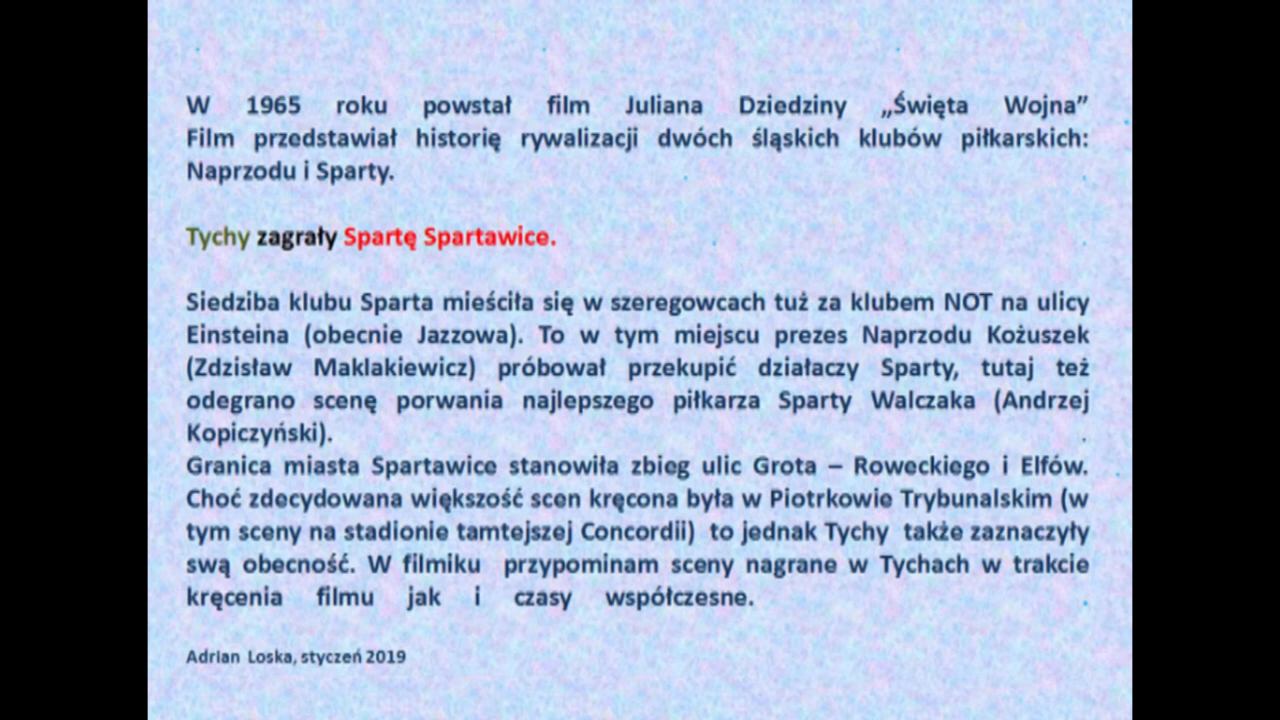 W 1965 roku powstał film Juliana Dziedziny „Święta Wojna”
Film przedstawiał historię rywalizacji dwóch śląskich klubów piłkarskich:
Naprzodu i Sparty.
Tychy zagrały Spartę Spartawice.
Siedziba klubu Sparta mieściła się w szeregowcach tuż za klubem NOT na ulicy
Einsteina (obecnie Jazzowa). To w tym miejscu prezes Naprzodu Kożuszek
(Zdzisław Maklakiewicz) próbował przekupić działaczy Sparty, tutaj też
odegrano scenę porwania najlepszego piłkarza Sparty Walczaka (Andrzej
Kopiczyński).
Granica miasta Spartawice stanowiła zbieg ulic Grota – Roweckiego i Elfów.
Choć zdecydowana większość scen kręcona była w Piotrkowie Trybunalskim (w
tym sceny na stadionie tamtejszej Concordii) to jednak Tychy także zaznaczyły
swą obecność. W filmiku przypominam sceny nagrane w Tychach w trakcie
kręcenia filmu jak i czasy współczesne.
Adrian Loska, styczeń 2019